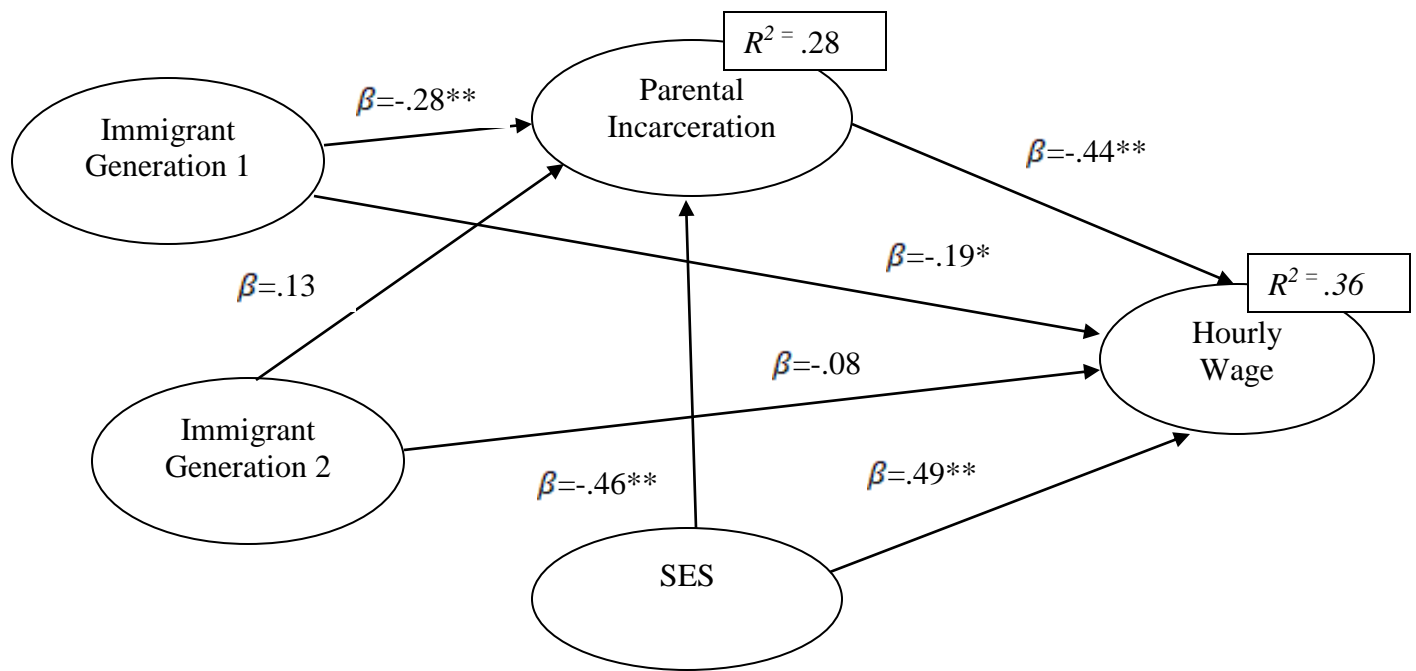 R² = .28
Parental
Incarceration
β=-.28**
Immigrant
Generation 1
β=-.44**
β=-.19*
β=.13
R² = .36
Hourly
Wage
β=-.08
Immigrant
Generation 2
β=-.46**
β=.49**
SES